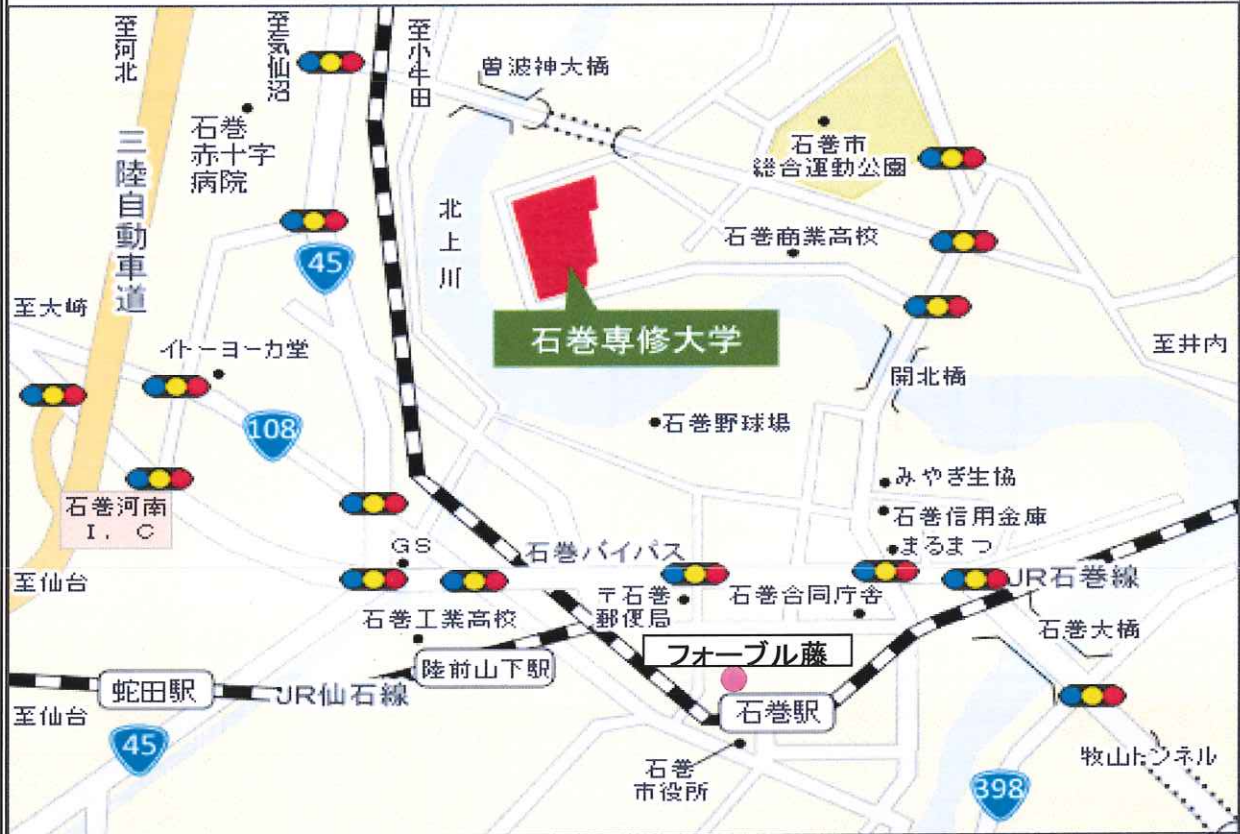 至河北
至気仙沼
至小牛田
曽波神大橋
石巻
赤十字
病院
三陸自動車道
石巻市
総合運動公園
北上川
石巻商業高校
45
至大崎
石巻専修大学
至井内
イトーヨーカ堂
開北橋
108
石巻野球場
みやぎ生協
石巻河南
I. C
石巻信用金庫
まるまつ
GS
石巻バイパス
JR石巻線
至仙台
〒石巻
郵便局
石巻合同庁舎
石巻工業高校
石巻大橋
フォーブル藤
陸前山下駅
蛇田駅
JR仙石線
石巻駅
至仙台
45
石巻
市役所
牧山トンネル
398